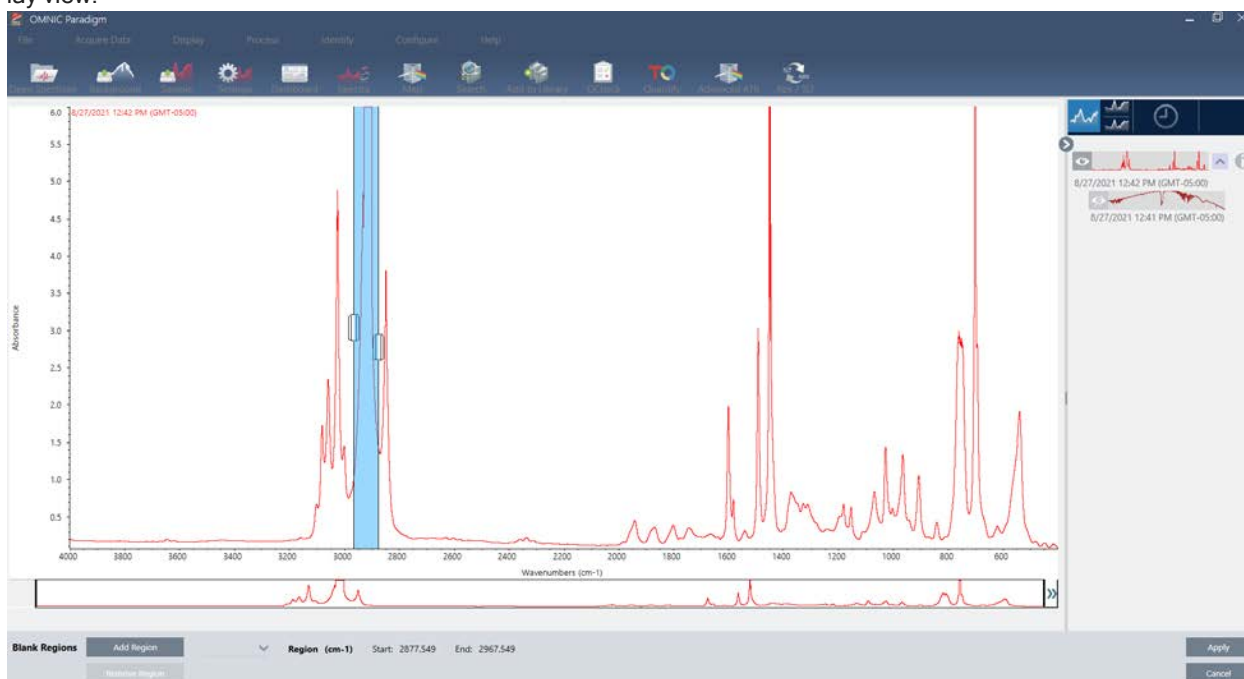 lay view.
OMNIC Paradigm
File Acquire Data Display Process Identify Configure Help
Open Spectrum Background Sample Settings Dashboard Spectra Map Search Add to Library QCheck Quantify Advanced ATR Abs / %T
8/27/2021 12:42 PM (GMT-05:00)
6.0
5.5
5.0
4.5
4.0
3.5
3.0
2.5
2.0
1.5
1.0
0.5
Absorbance
4000 3800 3600 3400 3200 3000 2800 2600 2400 2200 2000 1800 1600 1400 1200 1000 800 600
Wavenumbers (cm-1)
8/27/2021 12:42 PM (GMT-05:00)
8/27/2021 12:41 PM (GMT-05:00)
Blank Regions Add Region Region (cm-1) Start: 2877.549 End: 2967.549 Apply
Remove Region Cancel